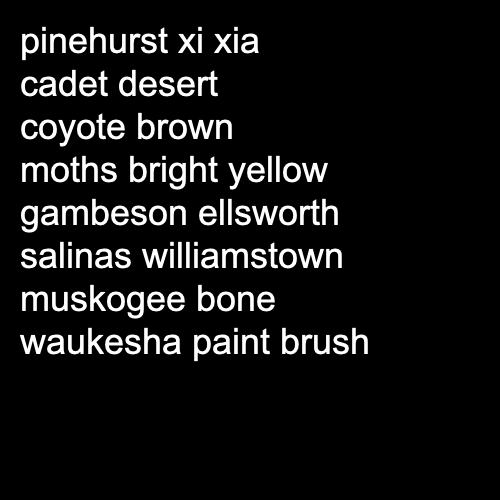 pinehurst xi xia
cadet desert
coyote brown
moths bright yellow
gambeson ellsworth
salinas williamstown
muskogee bone
waukesha paint brush